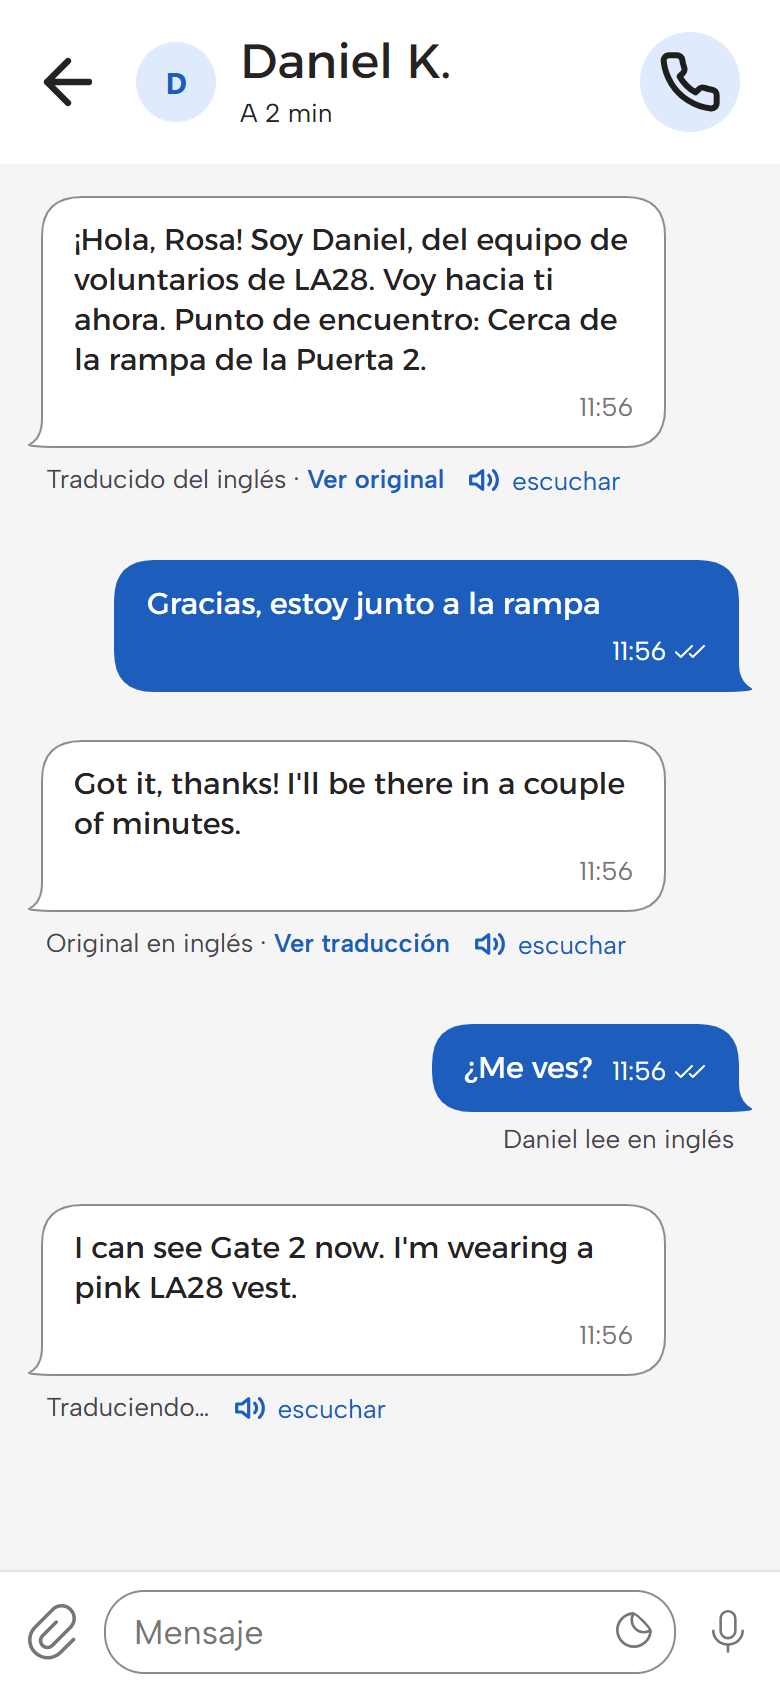 Daniel K.
D
A 2 min
¡Hola, Rosa! Soy Daniel, del equipo de
voluntarios de LA28. Voy hacia ti
ahora. Punto de encuentro: Cerca de
la rampa de la Puerta 2.
11:56
Traducido del inglés · Ver original escuchar
Gracias, estoy junto a la rampa
11:56
Got it, thanks! I'll be there in a couple
of minutes.
11:56
Original en inglés · Ver traducción escuchar
¿Me ves? 11:56
Daniel lee en inglés
I can see Gate 2 now. I'm wearing a
pink LA28 vest.
11:56
Traduciendo... escuchar
Mensaje